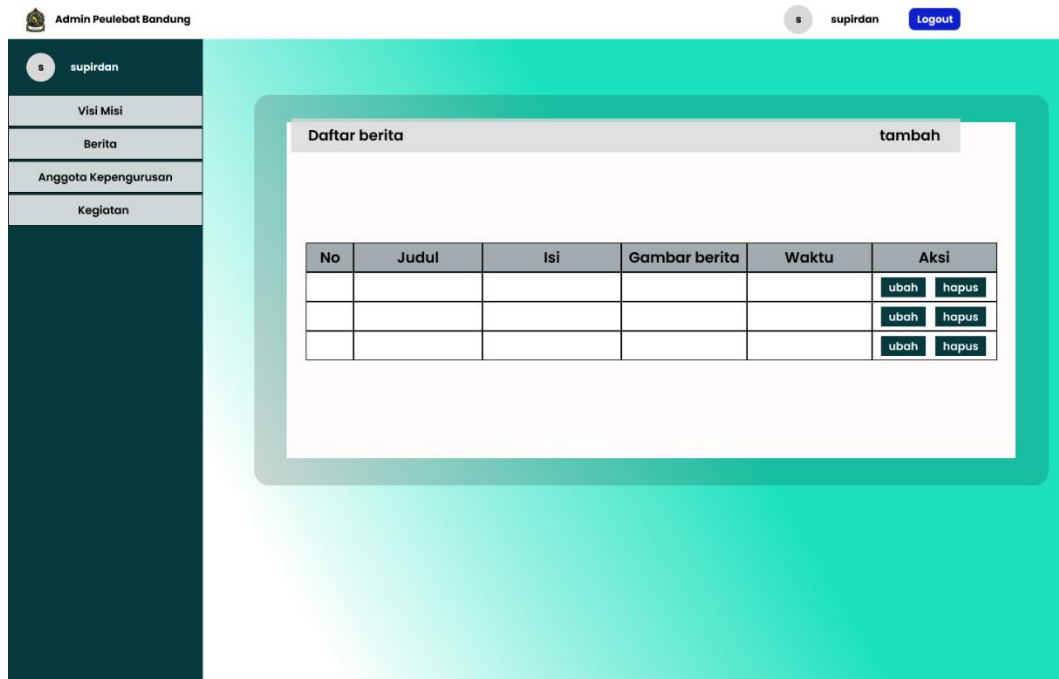 Admin Peulebat Bandung
s supirdan Logout
s supirdan
Visi Misi
Berita
Anggota Kepengurusan
Kegiatan
Daftar berita tambah
No Judul Isi Gambar berita Waktu Aksi
ubah hapus
ubah hapus
ubah hapus